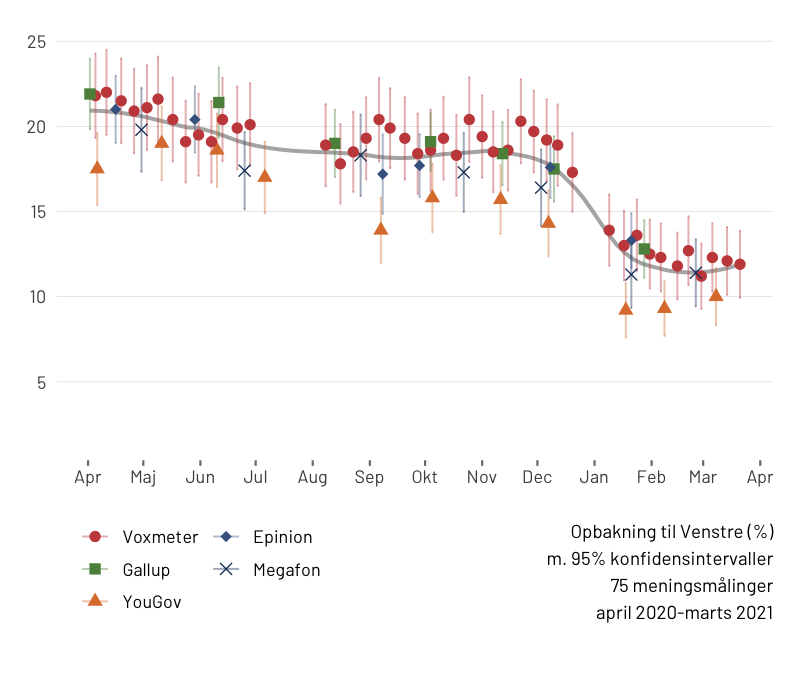 25
20
15
10
5
Apr Maj Jun Jul Aug Sep Okt Nov Dec Jan Feb Mar Apr
Voxmeter Epinion
Gallup Megafon
YouGov
Opbakning til Venstre (%)
m. 95% konfidensintervaller
75 meningsmålinger
april 2020-marts 2021